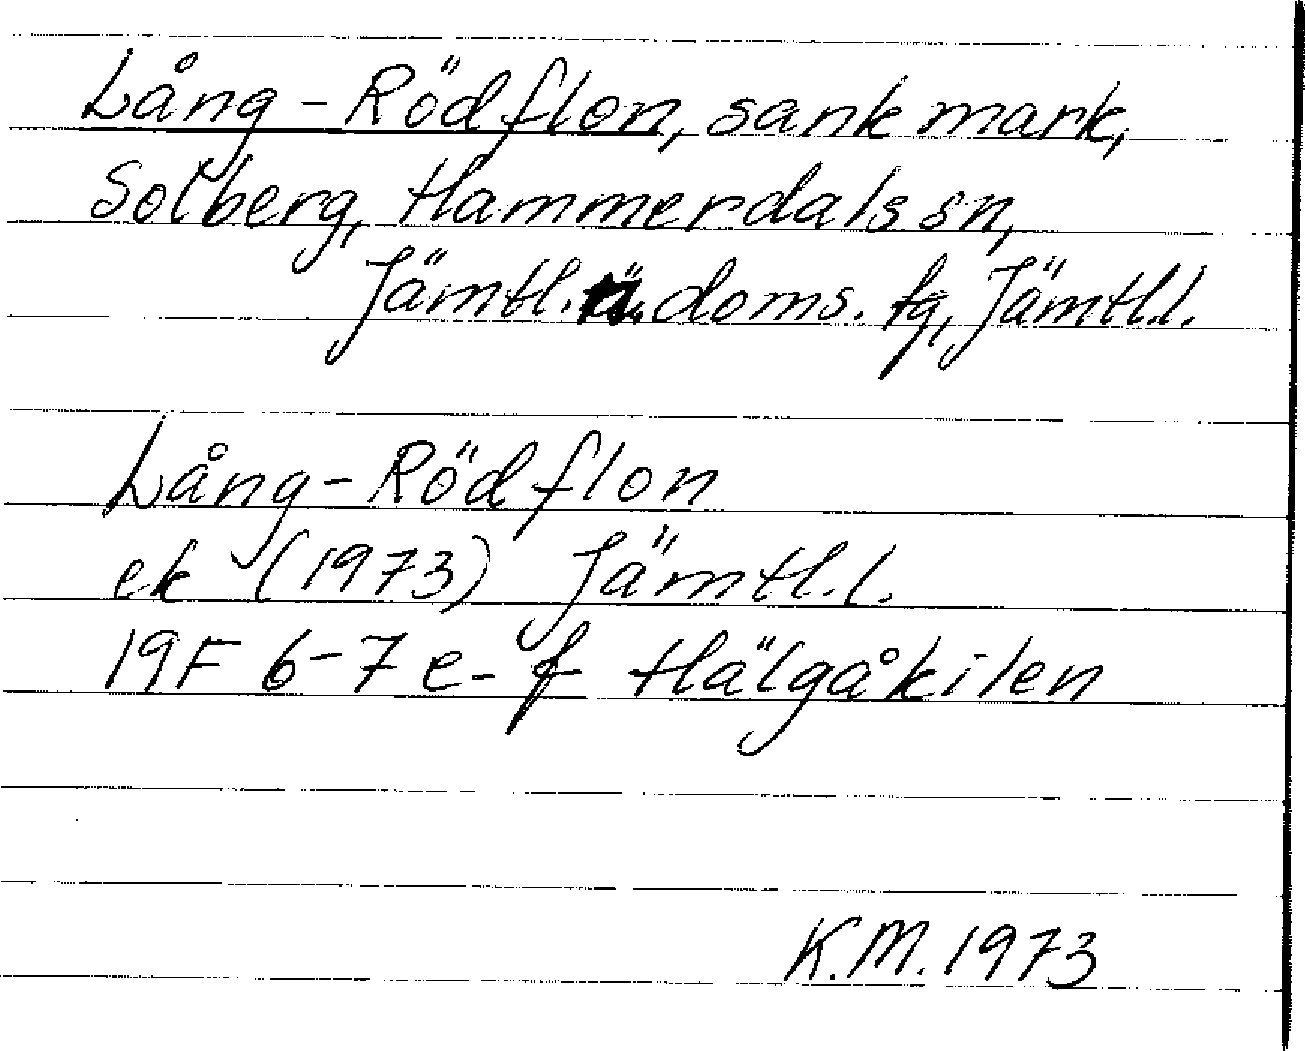 Lång-Rödflon, sank mark,
Solberg, Hammerdals sn,
Jämtl. n. doms. tg, Jämtl.l.
Lång-Rödflon
ek (1973) Jämtl.l.
19F 6-7 e-f Hälgåkilen
K.M. 1973